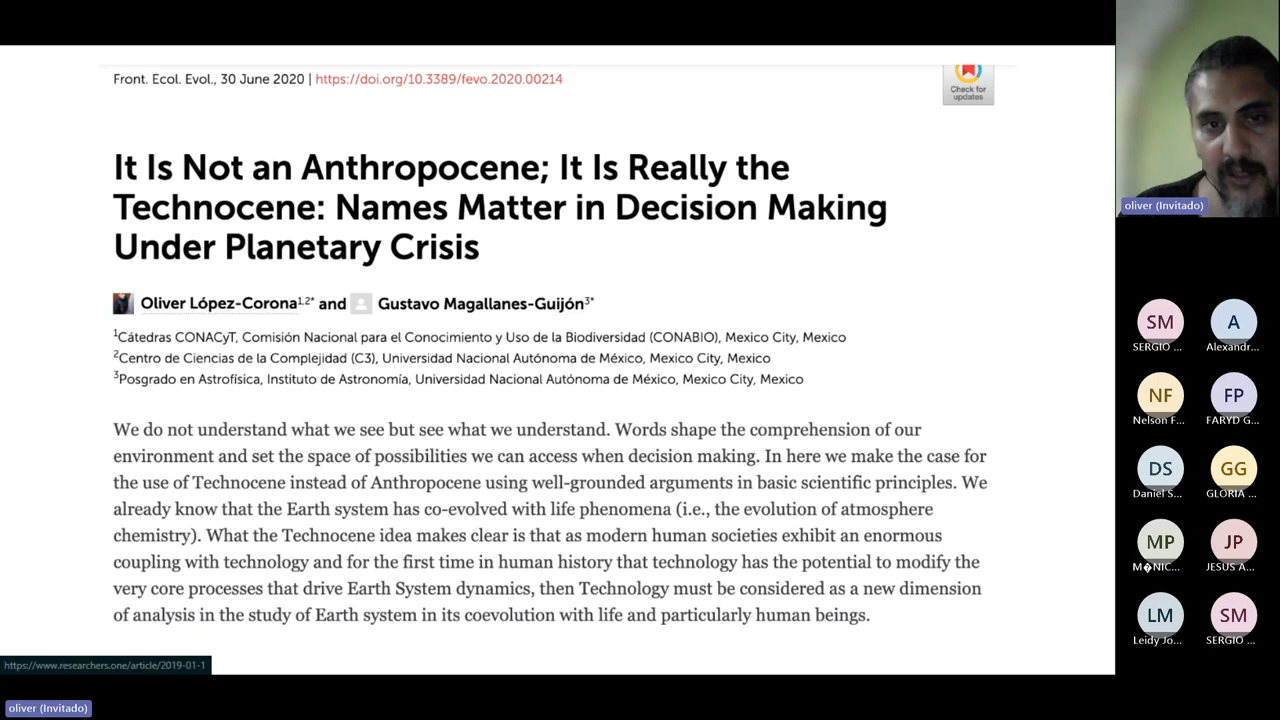 Front. Ecol. Evol., 30 June 2020 | https://doi.org/10.3389/fevo.2020.00214
Check for
updates
It Is Not an Anthropocene; It Is Really the
Technocene: Names Matter in Decision Making
Under Planetary Crisis
Oliver López-Corona1,2* and Gustavo Magallanes-Guijón3*
1Cátedras CONACyT, Comisión Nacional para el Conocimiento y Uso de la Biodiversidad (CONABIO), Mexico City, Mexico
2Centro de Ciencias de la Complejidad (C3), Universidad Nacional Autónoma de México, Mexico City, Mexico
3Posgrado en Astrofísica, Instituto de Astronomía, Universidad Nacional Autónoma de México, Mexico City, Mexico
We do not understand what we see but see what we understand. Words shape the comprehension of our
environment and set the space of possibilities we can access when decision making. In here we make the case for
the use of Technocene instead of Anthropocene using well-grounded arguments in basic scientific principles. We
already know that the Earth system has co-evolved with life phenomena (i.e., the evolution of atmosphere
chemistry). What the Technocene idea makes clear is that as modern human societies exhibit an enormous
coupling with technology and for the first time in human history that technology has the potential to modify the
very core processes that drive Earth System dynamics, then Technology must be considered as a new dimension
of analysis in the study of Earth system in its coevolution with life and particularly human beings.
https://www.researchers.one/article/2019-01-1
oliver (Invitado)
oliver (Invitado)
SM
A
SERGIO ...
Alexandr...
NF
FP
Nelson F...
FARYD G...
DS
GG
Daniel S...
GLORIA ...
MP
JP
M�NIC...
JESUS A...
LM
SM
Leidy Jo...
SERGIO ...